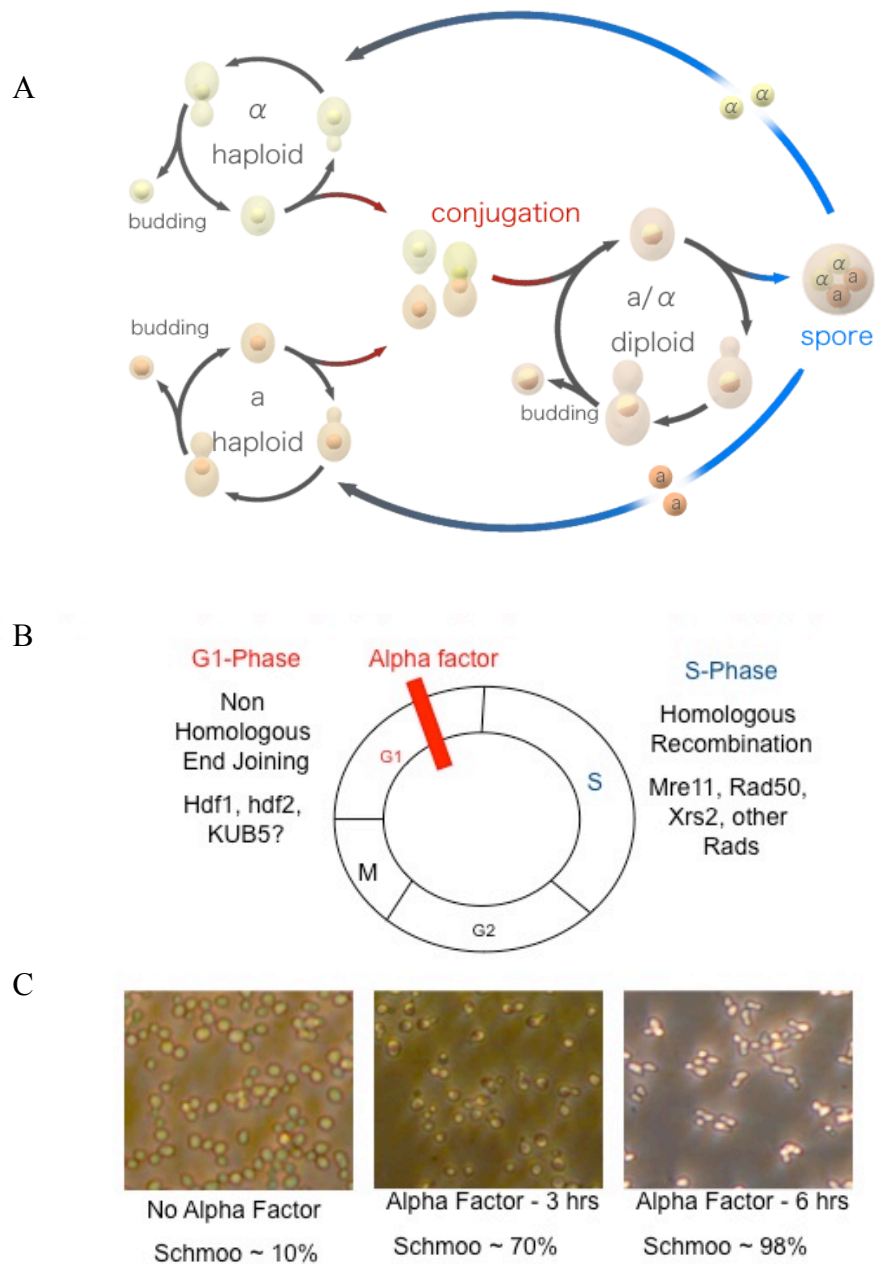 A
α
haploid
budding
α α
conjugation
a/α
diploid
budding
α
α a
a
spore
budding
a
haploid
a
a
B
G1-Phase
Non
Homologous
End Joining
Hdf1, hdf2,
KUB5?
Alpha factor
G1
S
M
G2
S-Phase
Homologous
Recombination
Mre11, Rad50,
Xrs2, other
Rads
C
No Alpha Factor
Schmoo ~ 10%
Alpha Factor - 3 hrs
Schmoo ~ 70%
Alpha Factor - 6 hrs
Schmoo ~ 98%